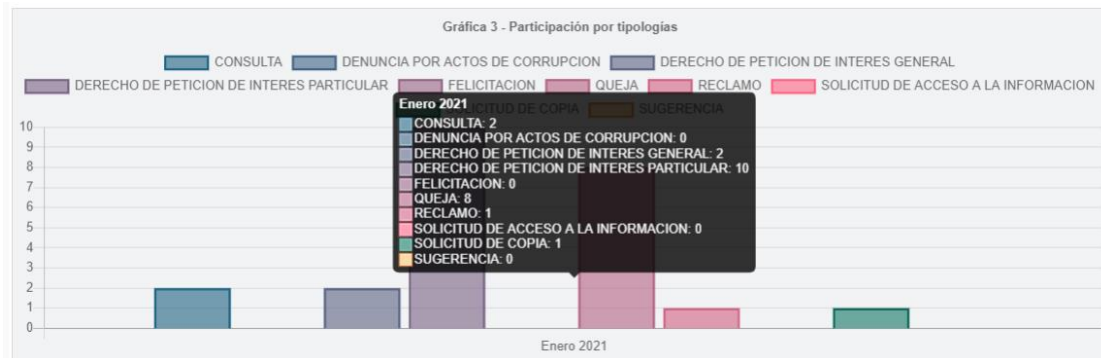 Gráfica 3 - Participación por tipologías
CONSULTA DENUNCIA POR ACTOS DE CORRUPCION DERECHO DE PETICION DE INTERES GENERAL
DERECHO DE PETICION DE INTERES PARTICULAR FELICITACION QUEJA RECLAMO SOLICITUD DE ACCESO A LA INFORMACION
SOLICITUD DE COPIA SUGERENCIA
Enero 2021
CONSULTA: 2
DENUNCIA POR ACTOS DE CORRUPCION: 0
DERECHO DE PETICION DE INTERES GENERAL: 2
DERECHO DE PETICION DE INTERES PARTICULAR: 10
FELICITACION: 0
QUEJA: 8
RECLAMO: 1
SOLICITUD DE ACCESO A LA INFORMACION: 0
SOLICITUD DE COPIA: 1
SUGERENCIA: 0
10
9
8
7
6
5
4
3
2
1
0
Enero 2021